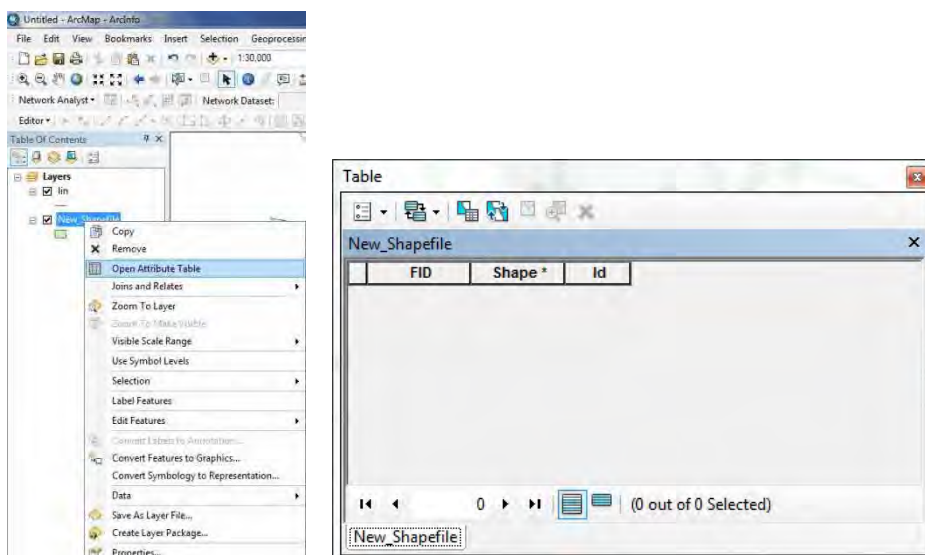 Untitled - ArcMap - ArcInfo
File Edit View Bookmarks Insert Selection Geoprocessin
1:30,000
Network Analyst Network Dataset:
Editor
Table Of Contents
Layers
lin
New_Shapefile
Copy
Remove
Open Attribute Table
Joins and Relates
Zoom To Layer
Zoom To Make Visible
Visible Scale Range
Use Symbol Levels
Selection
Label Features
Edit Features
Convert Labels to Annotation...
Convert Features to Graphics...
Convert Symbology to Representation...
Data
Save As Layer File...
Create Layer Package...
Properties...
Table
New_Shapefile
FID Shape * Id
0 (0 out of 0 Selected)
New_Shapefile